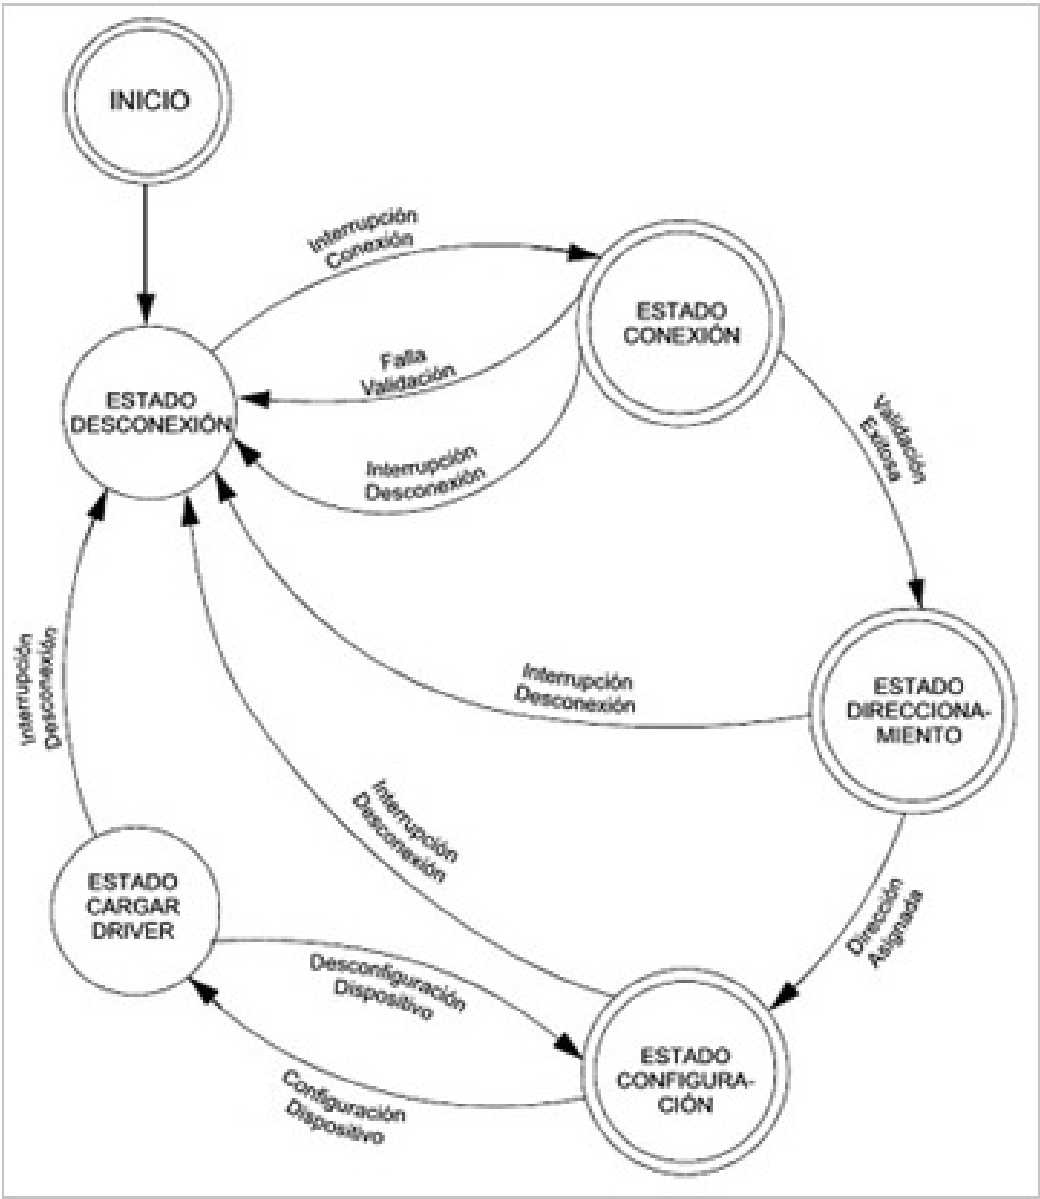 INICIO
Interrupción
Conexión
ESTADO
CONEXIÓN
Falla
Validación
ESTADO
DESCONEXIÓN
Validación
Exitosa
Interrupción
Desconexión
Interrupción
Desconexión
Interrupción
Desconexión
ESTADO
DIRECCIONA-
MIENTO
Interrupción
Desconexión
ESTADO
CARGAR
DRIVER
Dirección
Asignada
Desconfiguración
Dispositivo
ESTADO
CONFIGURA-
CIÓN
Configuración
Dispositivo